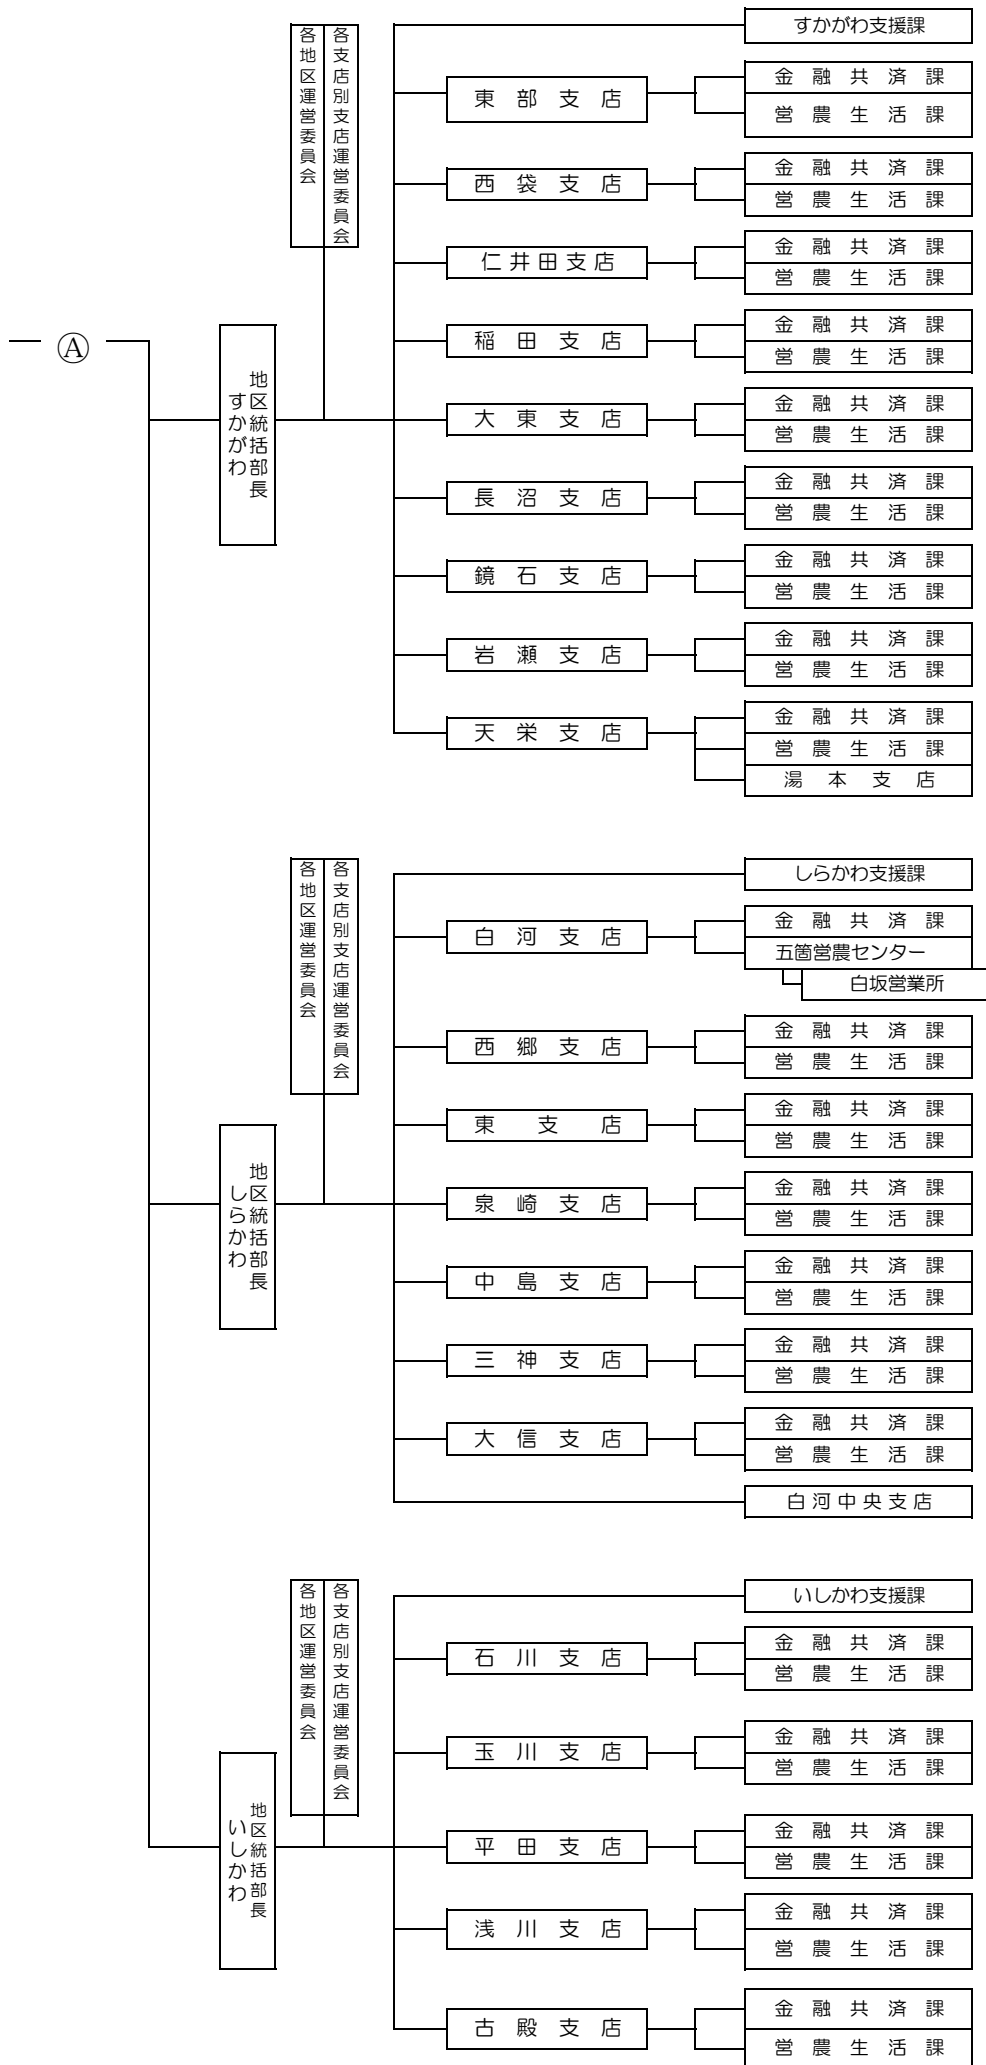 Ⓐ
すかがわ
地区統括部長
各地区運営委員会
各支店別支店運営委員会
すかがわ支援課
東部支店
金融共済課
営農生活課
西袋支店
金融共済課
営農生活課
仁井田支店
金融共済課
営農生活課
稲田支店
金融共済課
営農生活課
大東支店
金融共済課
営農生活課
長沼支店
金融共済課
営農生活課
鏡石支店
金融共済課
営農生活課
岩瀬支店
金融共済課
営農生活課
天栄支店
金融共済課
営農生活課
湯本支店
しらかわ
地区統括部長
各地区運営委員会
各支店別支店運営委員会
しらかわ支援課
白河支店
金融共済課
五箇営農センター
白坂営業所
西郷支店
金融共済課
営農生活課
東支店
金融共済課
営農生活課
泉崎支店
金融共済課
営農生活課
中島支店
金融共済課
営農生活課
三神支店
金融共済課
営農生活課
大信支店
金融共済課
営農生活課
白河中央支店
いしかわ
地区統括部長
各地区運営委員会
各支店別支店運営委員会
いしかわ支援課
石川支店
金融共済課
営農生活課
玉川支店
金融共済課
営農生活課
平田支店
金融共済課
営農生活課
浅川支店
金融共済課
営農生活課
古殿支店
金融共済課
営農生活課